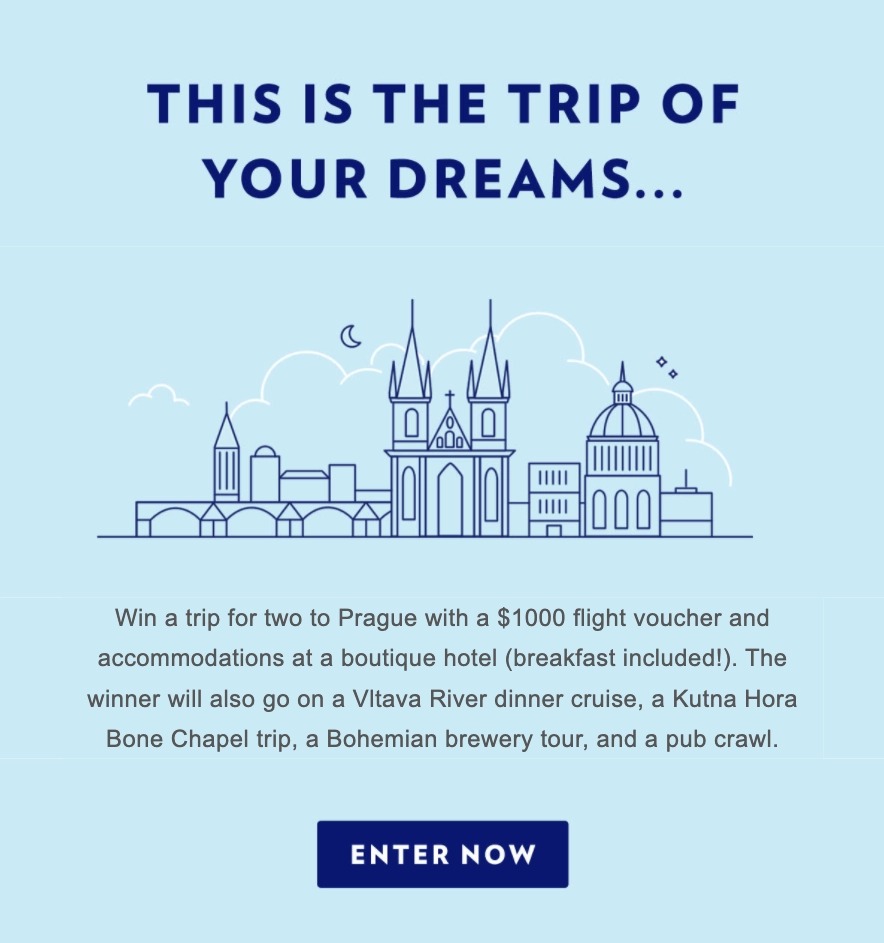 THIS IS THE TRIP OF
YOUR DREAMS...
Win a trip for two to Prague with a $1000 flight voucher and
accommodations at a boutique hotel (breakfast included!). The
winner will also go on a Vltava River dinner cruise, a Kutna Hora
Bone Chapel trip, a Bohemian brewery tour, and a pub crawl.
ENTER NOW